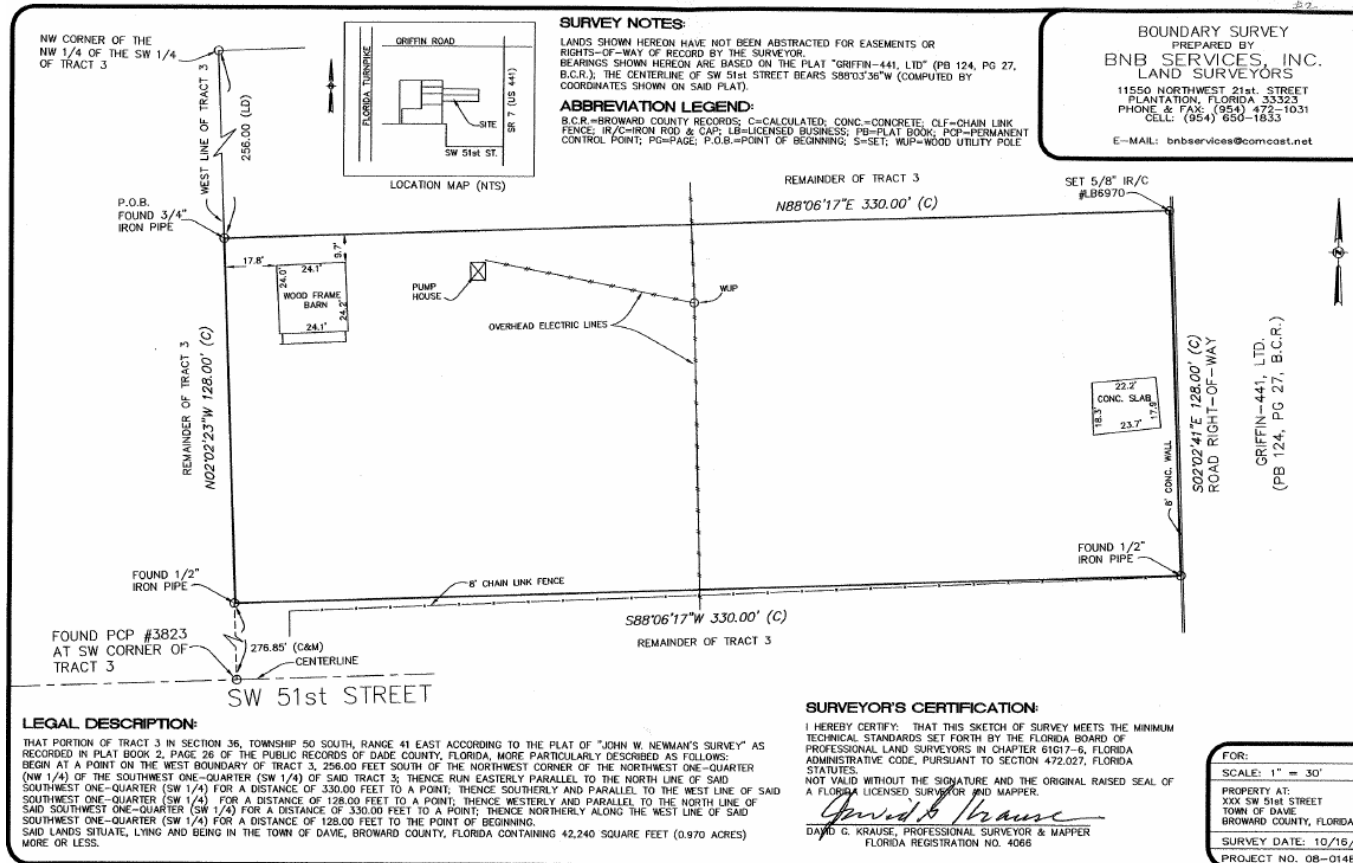 #2
NW CORNER OF THE
NW 1/4 OF THE SW 1/4
OF TRACT 3
WEST LINE OF TRACT 3
256.00 (LD)
GRIFFIN ROAD
FLORIDA TURNPIKE
SR 7 (US 441)
SITE
SW 51st ST.
LOCATION MAP (NTS)
SURVEY NOTES:
LANDS SHOWN HEREON HAVE NOT BEEN ABSTRACTED FOR EASEMENTS OR
RIGHTS-OF-WAY OF RECORD BY THE SURVEYOR.
BEARINGS SHOWN HEREON ARE BASED ON THE PLAT "GRIFFIN-441, LTD" (PB 124, PG 27,
B.C.R.); THE CENTERLINE OF SW 51st STREET BEARS S88°03'36"W (COMPUTED BY
COORDINATES SHOWN ON SAID PLAT).
ABBREVIATION LEGEND:
B.C.R.=BROWARD COUNTY RECORDS; C=CALCULATED; CONC.=CONCRETE; CLF=CHAIN LINK
FENCE; IR/C=IRON ROD & CAP; LB=LICENSED BUSINESS; PB=PLAT BOOK; PCP=PERMANENT
CONTROL POINT; PG=PAGE; P.O.B.=POINT OF BEGINNING; S=SET; WUP=WOOD UTILITY POLE
BOUNDARY SURVEY
PREPARED BY
BNB SERVICES, INC.
LAND SURVEYORS
11550 NORTHWEST 21st. STREET
PLANTATION, FLORIDA 33323
PHONE & FAX: (954) 472-1031
CELL: (954) 650-1833
E-MAIL: bnbservices@comcast.net
REMAINDER OF TRACT 3
N88°06'17"E 330.00' (C)
SET 5/8" IR/C
#LB6970
P.O.B.
FOUND 3/4"
IRON PIPE
17.8'
9.7'
24.1'
24.0'
WOOD FRAME
BARN
24.2'
24.1'
PUMP
HOUSE
WUP
OVERHEAD ELECTRIC LINES
N
REMAINDER OF TRACT 3
N02°02'23"W 128.00' (C)
22.2'
CONC. SLAB
18.3'
17.9'
23.7'
8' CONC. WALL
S02°02'41"E 128.00' (C)
ROAD RIGHT-OF-WAY
GRIFFIN-441, LTD.
(PB 124, PG 27, B.C.R.)
FOUND 1/2"
IRON PIPE
FOUND 1/2"
IRON PIPE
8' CHAIN LINK FENCE
S88°06'17"W 330.00' (C)
REMAINDER OF TRACT 3
FOUND PCP #3823
AT SW CORNER OF
TRACT 3
276.85' (C&M)
CENTERLINE
SW 51st STREET
LEGAL DESCRIPTION:
THAT PORTION OF TRACT 3 IN SECTION 36, TOWNSHIP 50 SOUTH, RANGE 41 EAST ACCORDING TO THE PLAT OF "JOHN W. NEWMAN'S SURVEY" AS
RECORDED IN PLAT BOOK 2, PAGE 26 OF THE PUBLIC RECORDS OF DADE COUNTY, FLORIDA, MORE PARTICULARLY DESCRIBED AS FOLLOWS:
BEGIN AT A POINT ON THE WEST BOUNDARY OF TRACT 3, 256.00 FEET SOUTH OF THE NORTHWEST CORNER OF THE NORTHWEST ONE-QUARTER
(NW 1/4) OF THE SOUTHWEST ONE-QUARTER (SW 1/4) OF SAID TRACT 3; THENCE RUN EASTERLY PARALLEL TO THE NORTH LINE OF SAID
SOUTHWEST ONE-QUARTER (SW 1/4) FOR A DISTANCE OF 330.00 FEET TO A POINT; THENCE SOUTHERLY AND PARALLEL TO THE WEST LINE OF SAID
SOUTHWEST ONE-QUARTER (SW 1/4) FOR A DISTANCE OF 128.00 FEET TO A POINT; THENCE WESTERLY AND PARALLEL TO THE NORTH LINE OF
SAID SOUTHWEST ONE-QUARTER (SW 1/4) FOR A DISTANCE OF 330.00 FEET TO A POINT; THENCE NORTHERLY ALONG THE WEST LINE OF SAID
SOUTHWEST ONE-QUARTER (SW 1/4) FOR A DISTANCE OF 128.00 FEET TO THE POINT OF BEGINNING.
SAID LANDS SITUATE, LYING AND BEING IN THE TOWN OF DAVIE, BROWARD COUNTY, FLORIDA CONTAINING 42,240 SQUARE FEET (0.970 ACRES)
MORE OR LESS.
SURVEYOR'S CERTIFICATION:
I HEREBY CERTIFY: THAT THIS SKETCH OF SURVEY MEETS THE MINIMUM
TECHNICAL STANDARDS SET FORTH BY THE FLORIDA BOARD OF
PROFESSIONAL LAND SURVEYORS IN CHAPTER 61G17-6, FLORIDA
ADMINISTRATIVE CODE, PURSUANT TO SECTION 472.027, FLORIDA
STATUTES.
NOT VALID WITHOUT THE SIGNATURE AND THE ORIGINAL RAISED SEAL OF
A FLORIDA LICENSED SURVEYOR AND MAPPER.
David G Krause
DAVID G. KRAUSE, PROFESSIONAL SURVEYOR & MAPPER
FLORIDA REGISTRATION NO. 4066
FOR:
SCALE: 1" = 30'
PROPERTY AT:
XXX SW 51st STREET
TOWN OF DAVIE
BROWARD COUNTY, FLORIDA
SURVEY DATE: 10/16/
PROJECT NO. 08-014